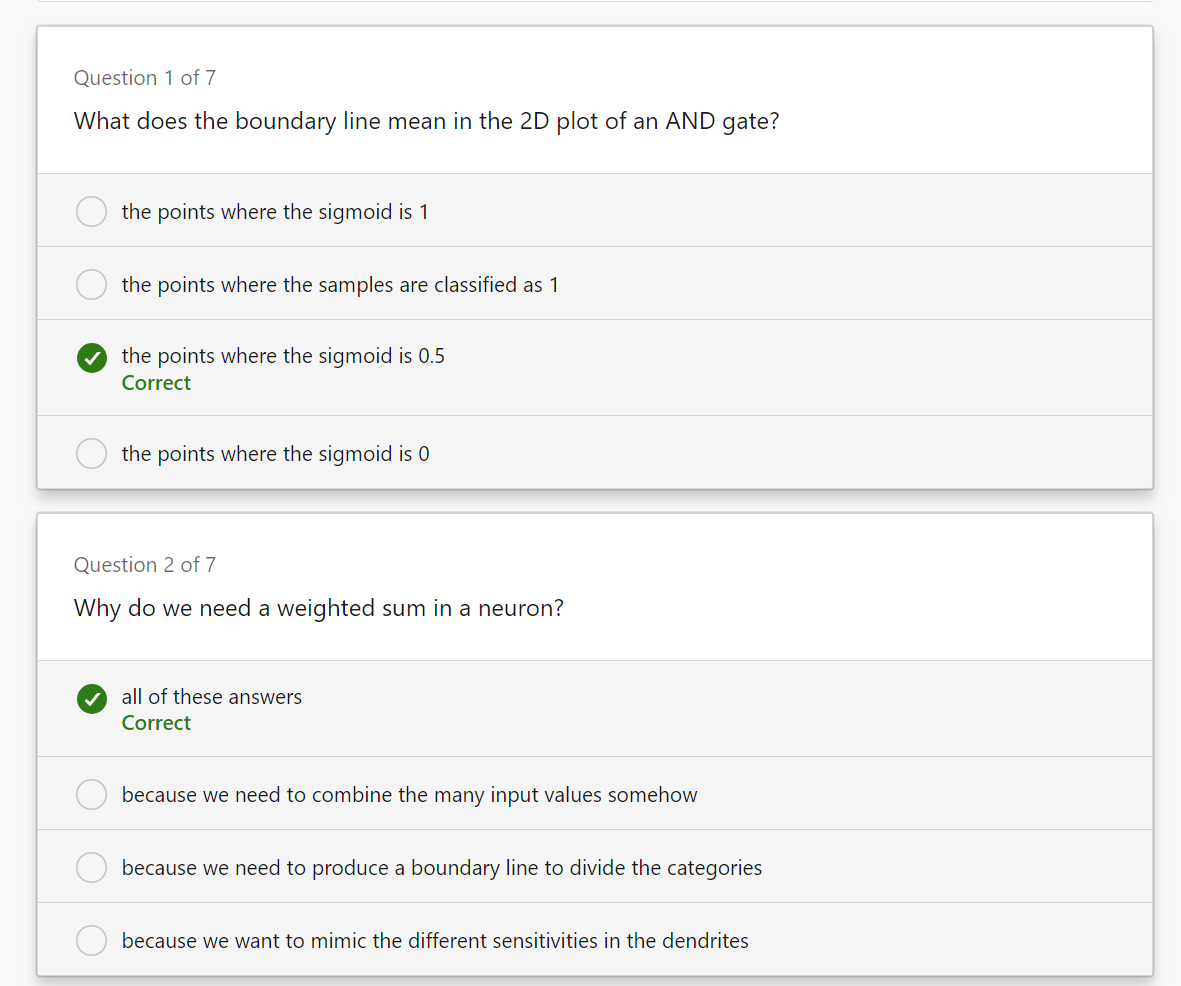 Question 1 of 7
What does the boundary line mean in the 2D plot of an AND gate?
the points where the sigmoid is 1
the points where the samples are classified as 1
the points where the sigmoid is 0.5
Correct
the points where the sigmoid is 0
Question 2 of 7
Why do we need a weighted sum in a neuron?
all of these answers
Correct
because we need to combine the many input values somehow
because we need to produce a boundary line to divide the categories
because we want to mimic the different sensitivities in the dendrites